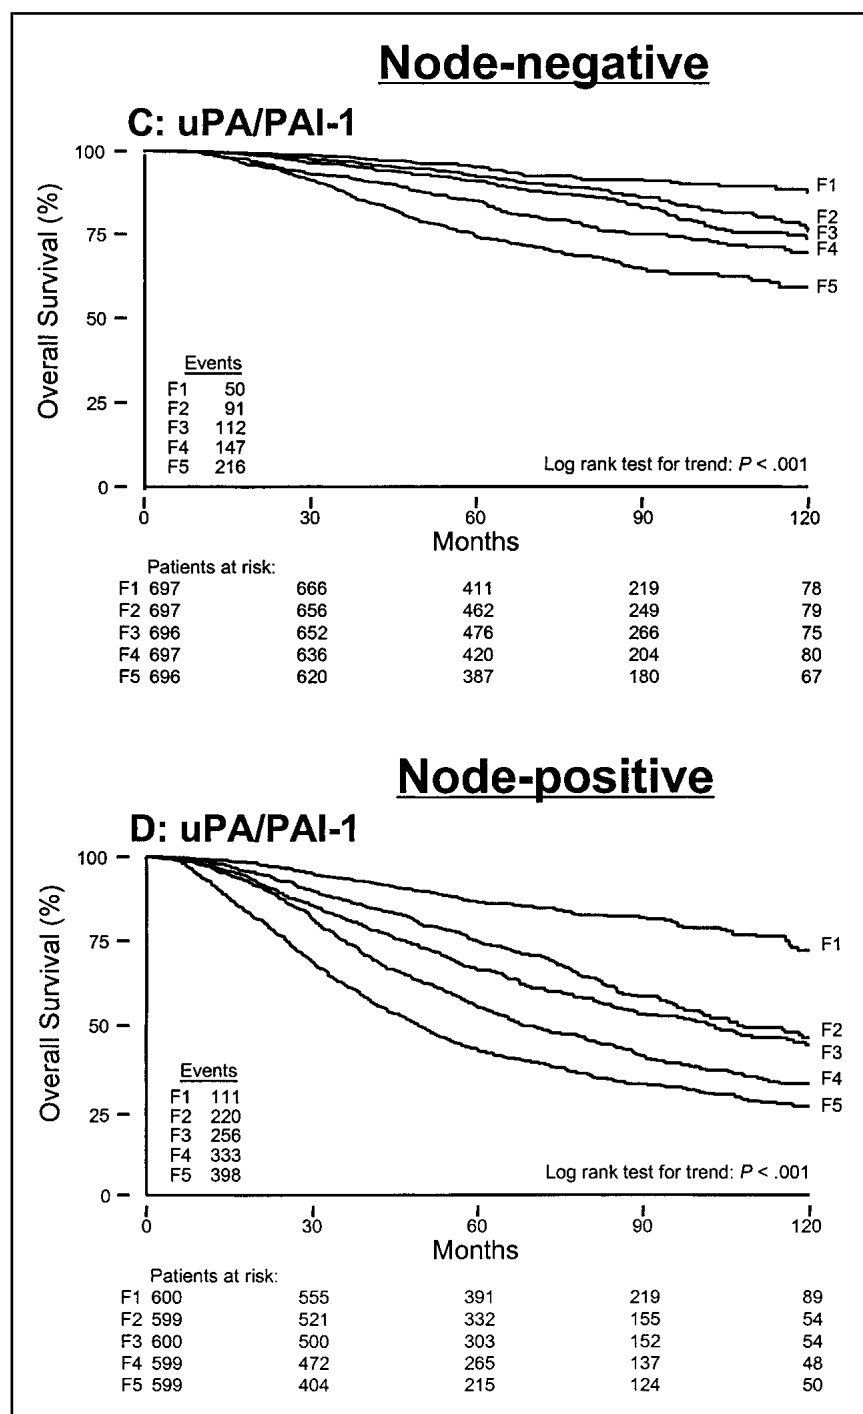 Node-negative
C: uPA/PAI-1
Overall Survival (%)
100
75
50
25
0
F1
F2
F3
F4
F5
Events
F1 50
F2 91
F3 112
F4 147
F5 216
Log rank test for trend: P < .001
0 30 60 90 120
Months
Patients at risk:
F1 697 666 411 219 78
F2 697 656 462 249 79
F3 696 652 476 266 75
F4 697 636 420 204 80
F5 696 620 387 180 67
Node-positive
D: uPA/PAI-1
Overall Survival (%)
100
75
50
25
0
F1
F2
F3
F4
F5
Events
F1 111
F2 220
F3 256
F4 333
F5 398
Log rank test for trend: P < .001
0 30 60 90 120
Months
Patients at risk:
F1 600 555 391 219 89
F2 599 521 332 155 54
F3 600 500 303 152 54
F4 599 472 265 137 48
F5 599 404 215 124 50